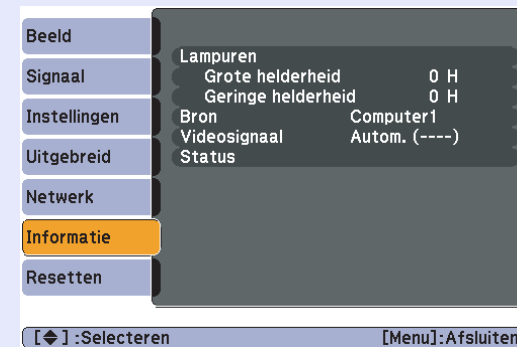 Beeld
Signaal
Instellingen
Uitgebreid
Netwerk
Informatie
Resetten
Lampuren
Grote helderheid 0 H
Geringe helderheid 0 H
Bron Computer1
Videosignaal Autom. (----)
Status
[◆] :Selecteren [Menu]:Afsluiten